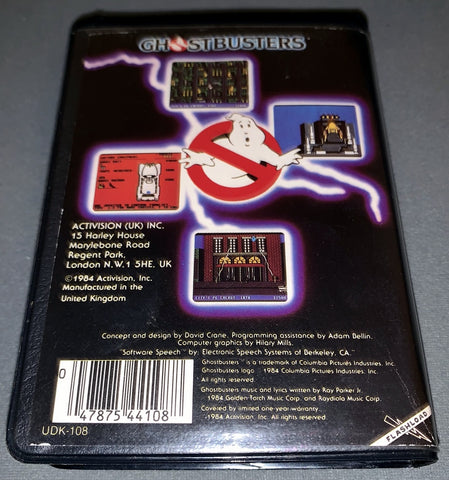 GHOSTBUSTERS
ACTIVISION (UK) INC.
15 Harley House
Marylebone Road
Regent Park,
London N.W.1 5HE, UK
© 1984 Activision, Inc.
Manufactured in the
United Kingdom
Concept and design by David Crane. Programming assistance by Adam Bellin.
Computer graphics by Hilary Mills.
"Software Speech" by: Electronic Speech Systems of Berkeley, CA.
Ghostbusters is a trademark of Columbia Pictures Industries Inc.
Ghostbusters logo 1984 Columbia Pictures Industries, Inc.
All rights reserved.
Ghostbusters music and lyrics written by Ray Parker Jr.
1984 Golden Torch Music Corp. and Raydiola Music Corp.
Covered by limited one-year warranty.
1984 Activision, Inc. All rights reserved.
0 47875 44108
UDK-108
FLASHLOAD